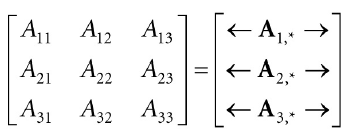 A₁₁ A₁₂ A₁₃ ← A₁,* →
A₂₁ A₂₂ A₂₃ = ← A₂,* →
A₃₁ A₃₂ A₃₃ ← A₃,* →